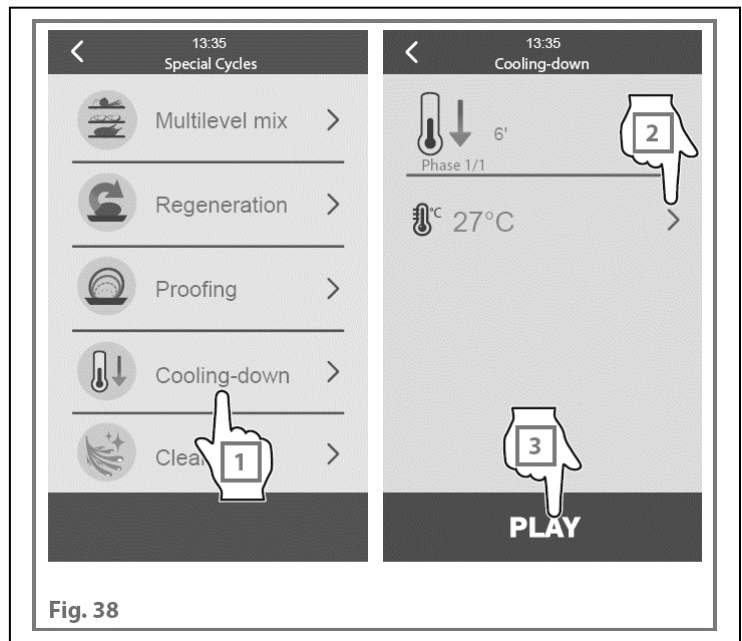 13:35
Special Cycles
Multilevel mix
Regeneration
Proofing
Cooling-down
1
13:35
Cooling-down
6'
2
Phase 1/1
°C 27°C
3
PLAY
Fig. 38